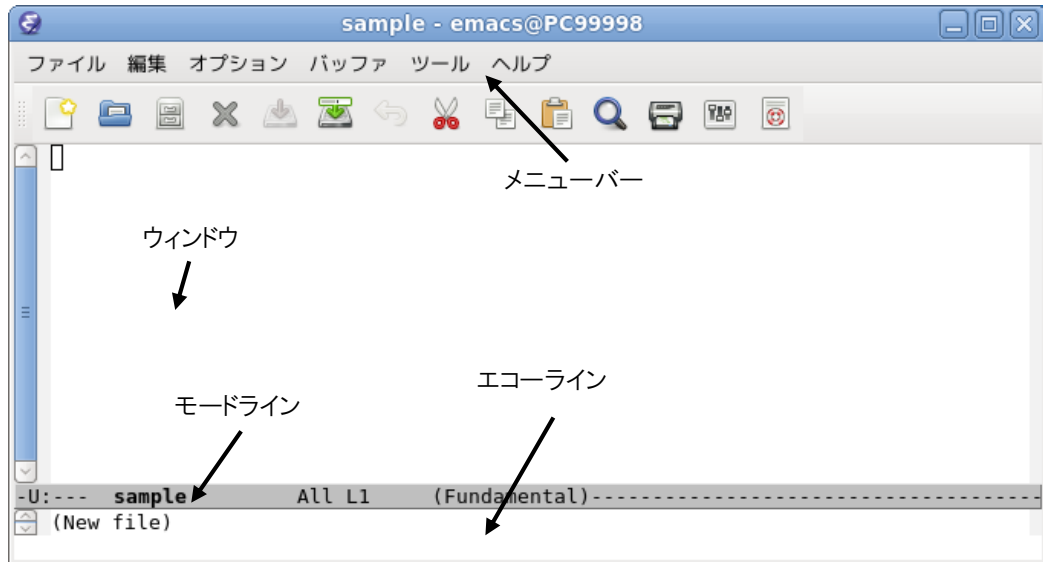 sample - emacs@PC99998
ファイル 編集 オプション バッファ ツール ヘルプ
メニューバー
ウィンドウ
エコーライン
モードライン
-U:--- sample All L1 (Fundamental)-------------------------------------
(New file)